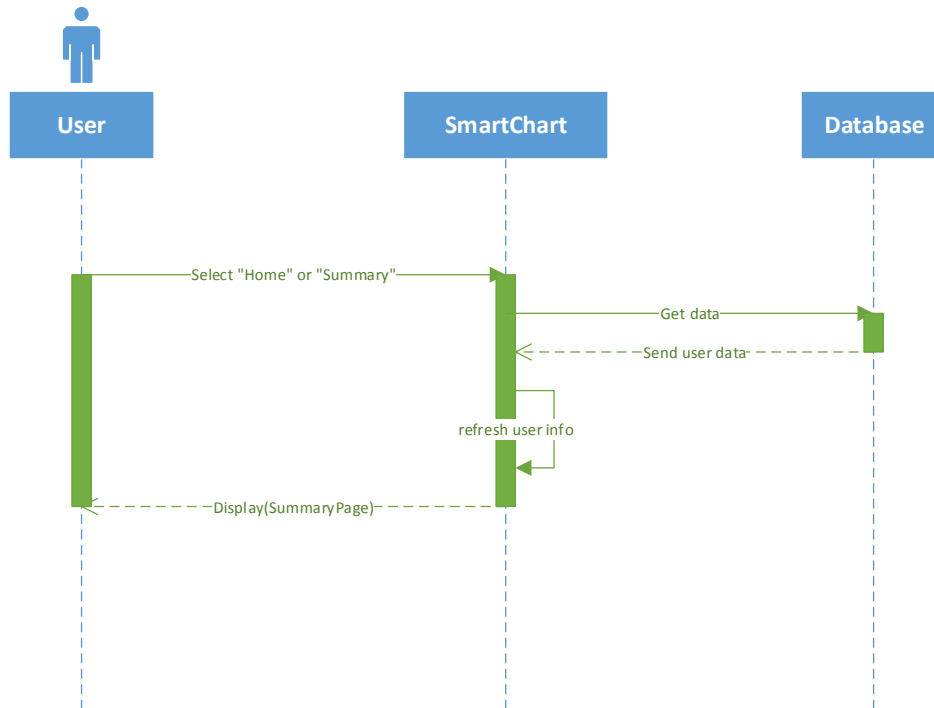 User
SmartChart
Database
Select "Home" or "Summary"
Get data
Send user data
refresh user info
Display(SummaryPage)